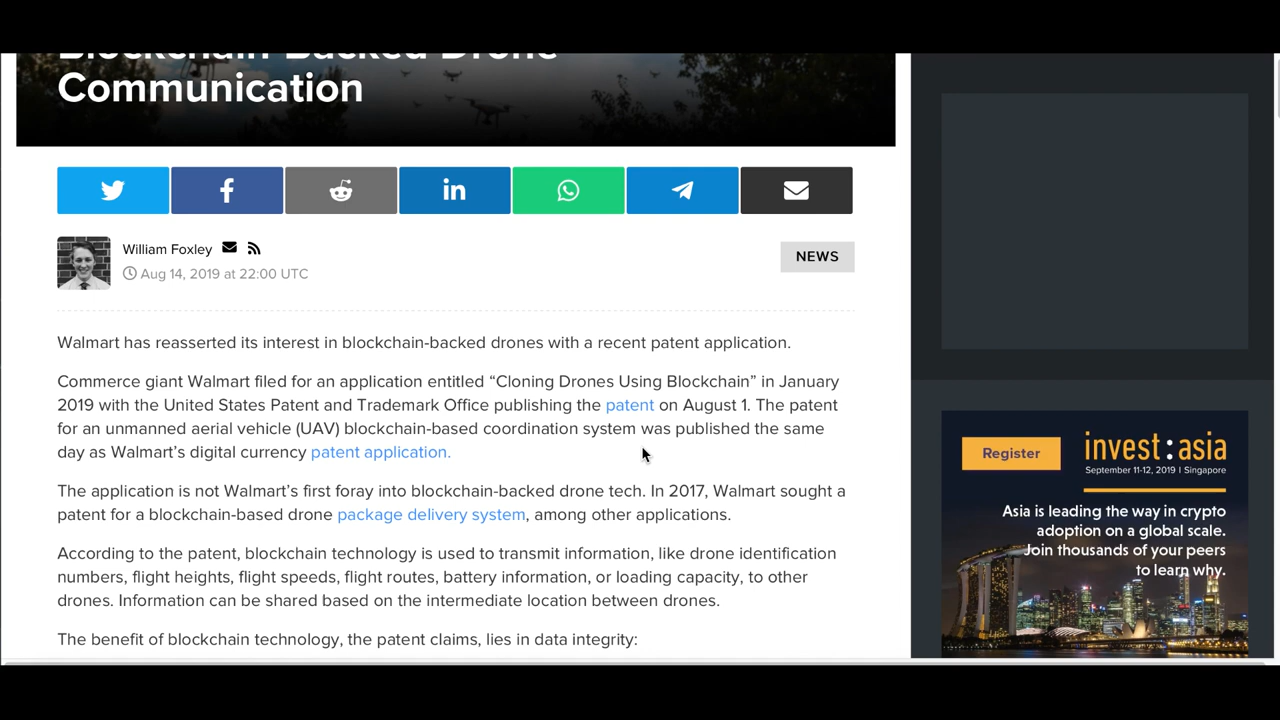 Blockchain-Backed Drone
Communication
William Foxley
Aug 14, 2019 at 22:00 UTC
NEWS
Walmart has reasserted its interest in blockchain-backed drones with a recent patent application.
Commerce giant Walmart filed for an application entitled “Cloning Drones Using Blockchain” in January
2019 with the United States Patent and Trademark Office publishing the patent on August 1. The patent
for an unmanned aerial vehicle (UAV) blockchain-based coordination system was published the same
day as Walmart’s digital currency patent application.
The application is not Walmart’s first foray into blockchain-backed drone tech. In 2017, Walmart sought a
patent for a blockchain-based drone package delivery system, among other applications.
According to the patent, blockchain technology is used to transmit information, like drone identification
numbers, flight heights, flight speeds, flight routes, battery information, or loading capacity, to other
drones. Information can be shared based on the intermediate location between drones.
The benefit of blockchain technology, the patent claims, lies in data integrity:
Register
invest:asia
September 11-12, 2019 | Singapore
Asia is leading the way in crypto
adoption on a global scale.
Join thousands of your peers
to learn why.